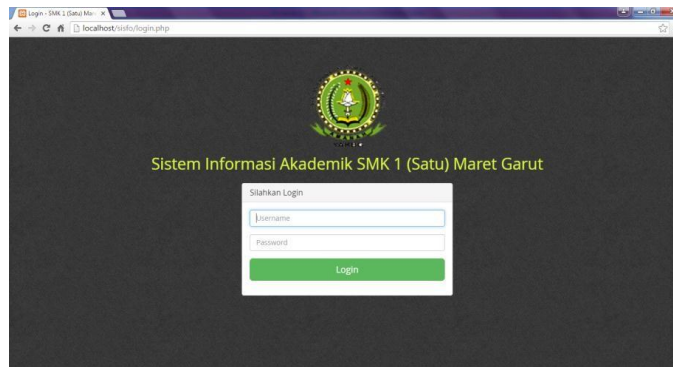 Login - SMK 1 (Satu) Mar
localhost/sisfo/login.php
Sistem Informasi Akademik SMK 1 (Satu) Maret Garut
Silahkan Login
Username
Password
Login